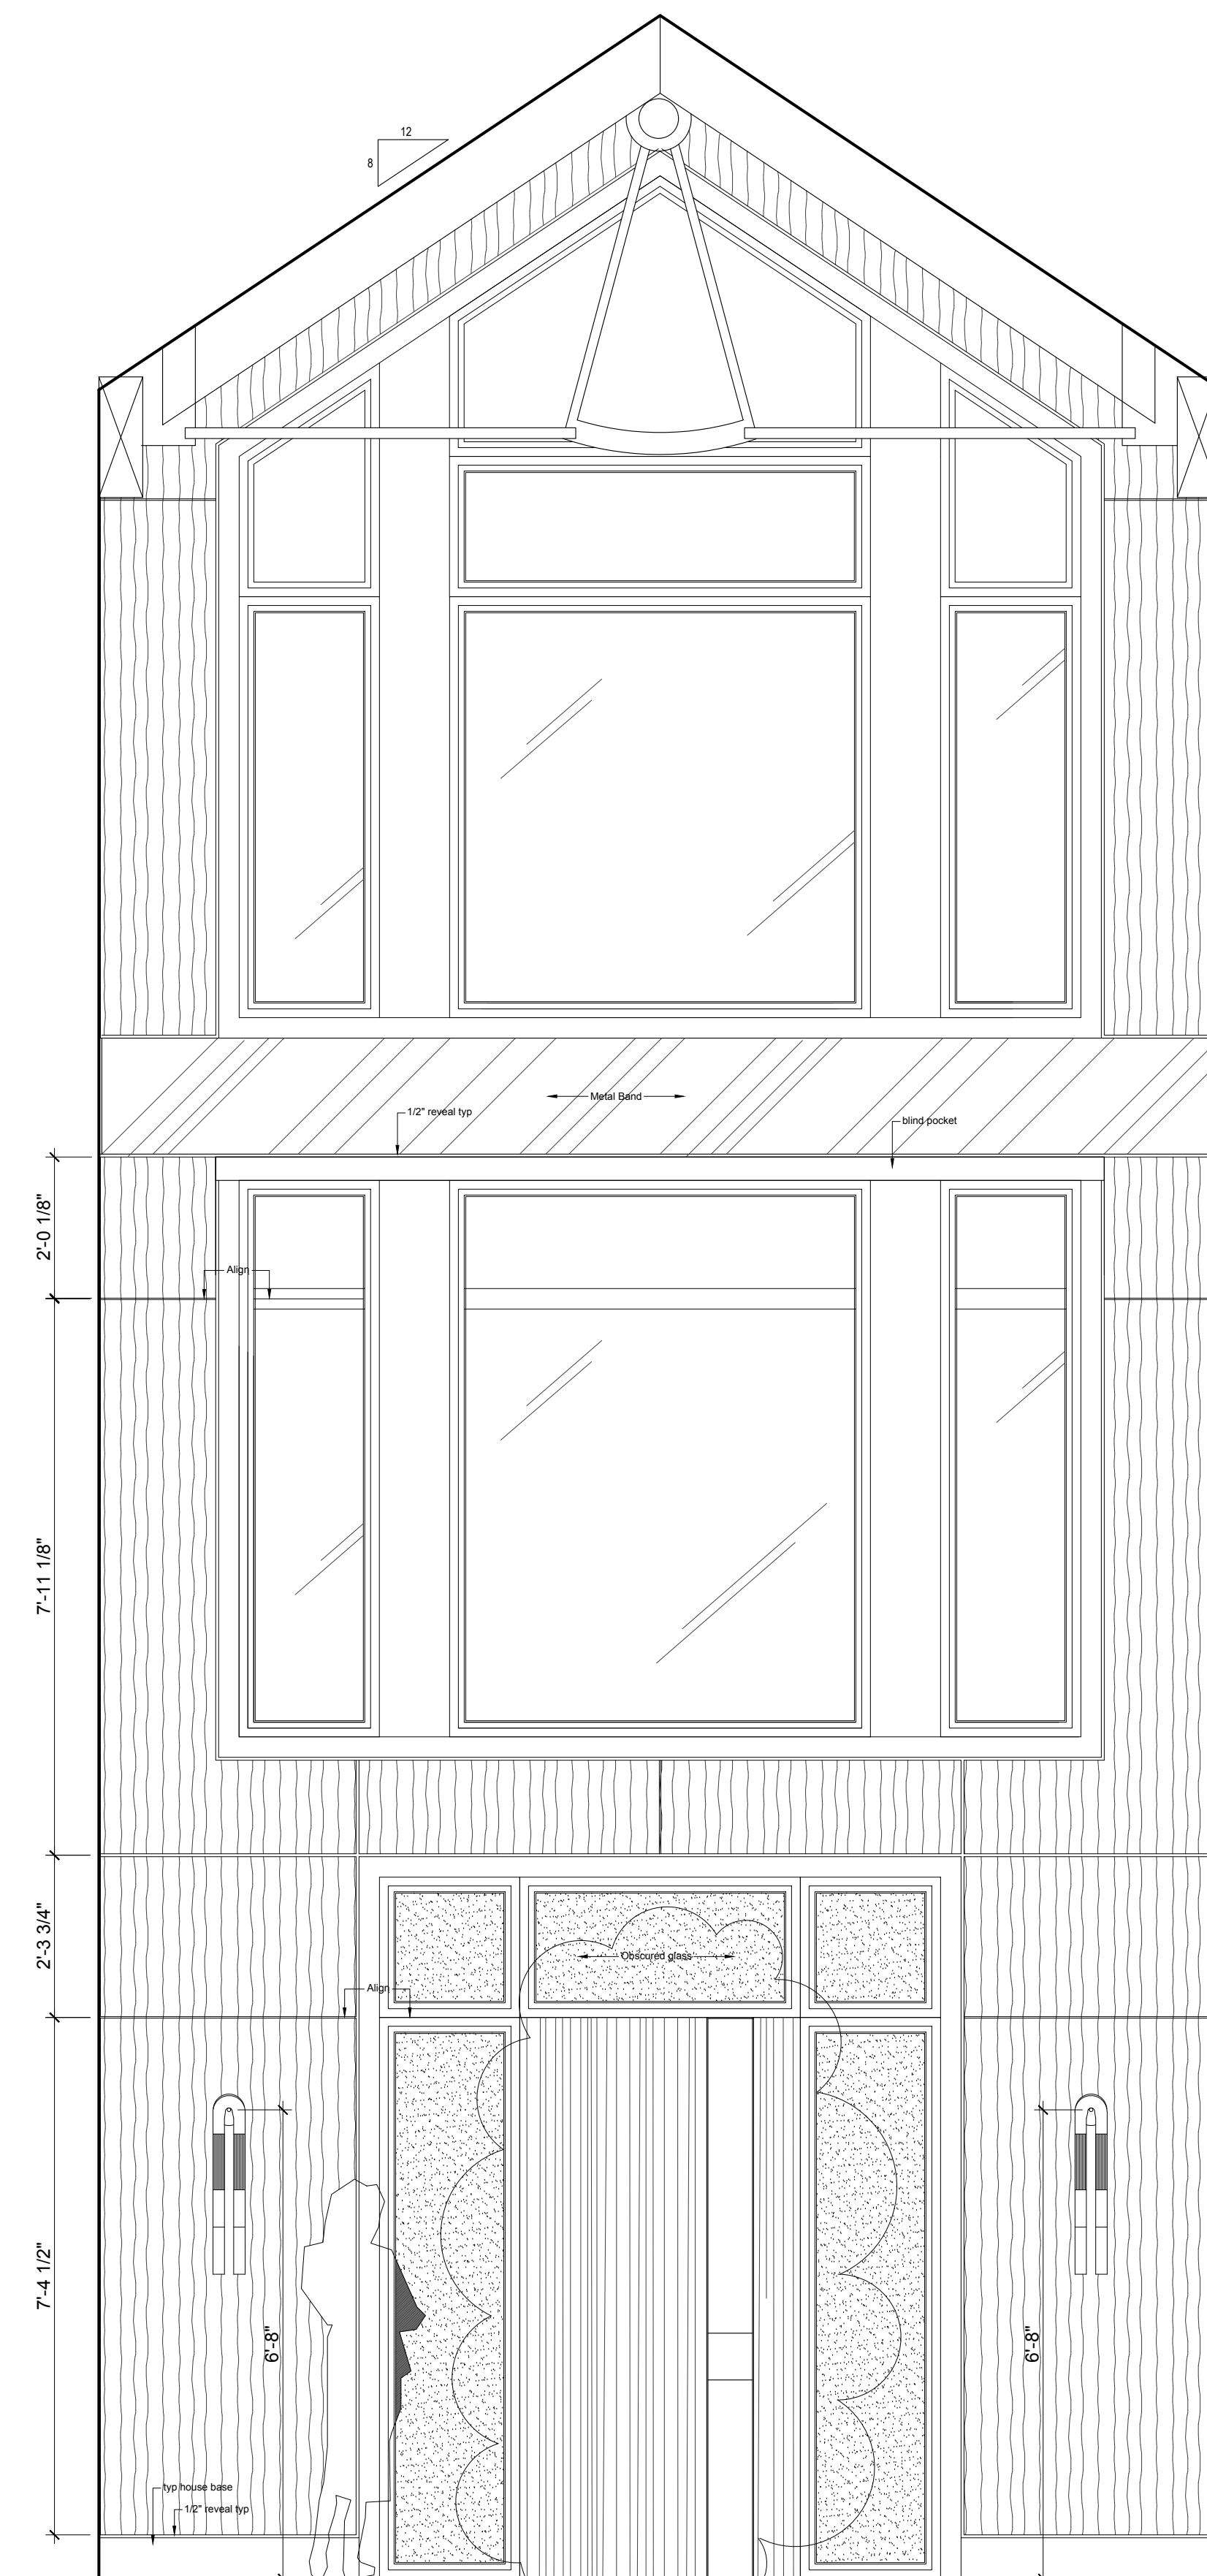 12
8
Metal Band
1/2" reveal typ
blind pocket
2'-0 1/8"
Align
7'-11 1/8"
2'-3 3/4"
Obscured glass
Align
7'-4 1/2"
6'-8"
6'-8"
typ house base
1/2" reveal typ